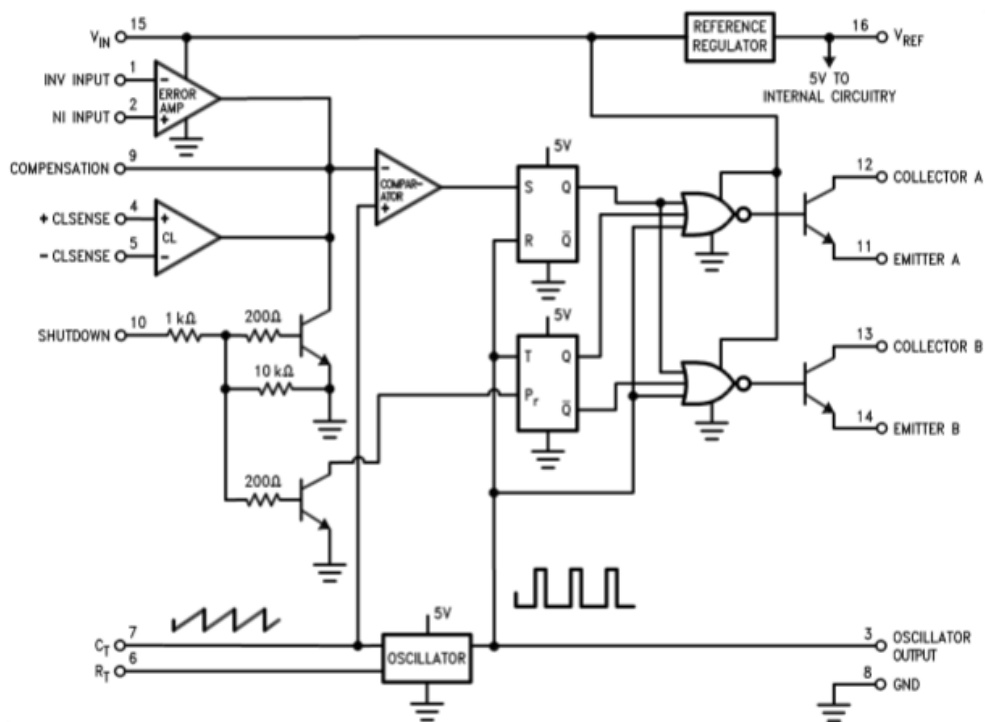 15
V_IN
REFERENCE
REGULATOR
16
V_REF
5V TO
INTERNAL CIRCUITRY
1
INV INPUT
−
ERROR
AMP
2
NI INPUT
+
9
COMPENSATION
−
COMPAR-
ATOR
+
4
+ CLSENSE
+
CL
5
− CLSENSE
−
5V
S Q
R Q̅
12
COLLECTOR A
11
EMITTER A
10
SHUTDOWN
1 kΩ
200Ω
10 kΩ
200Ω
5V
T Q
Pr Q̅
13
COLLECTOR B
14
EMITTER B
7
C_T
6
R_T
5V
OSCILLATOR
3
OSCILLATOR
OUTPUT
8
GND